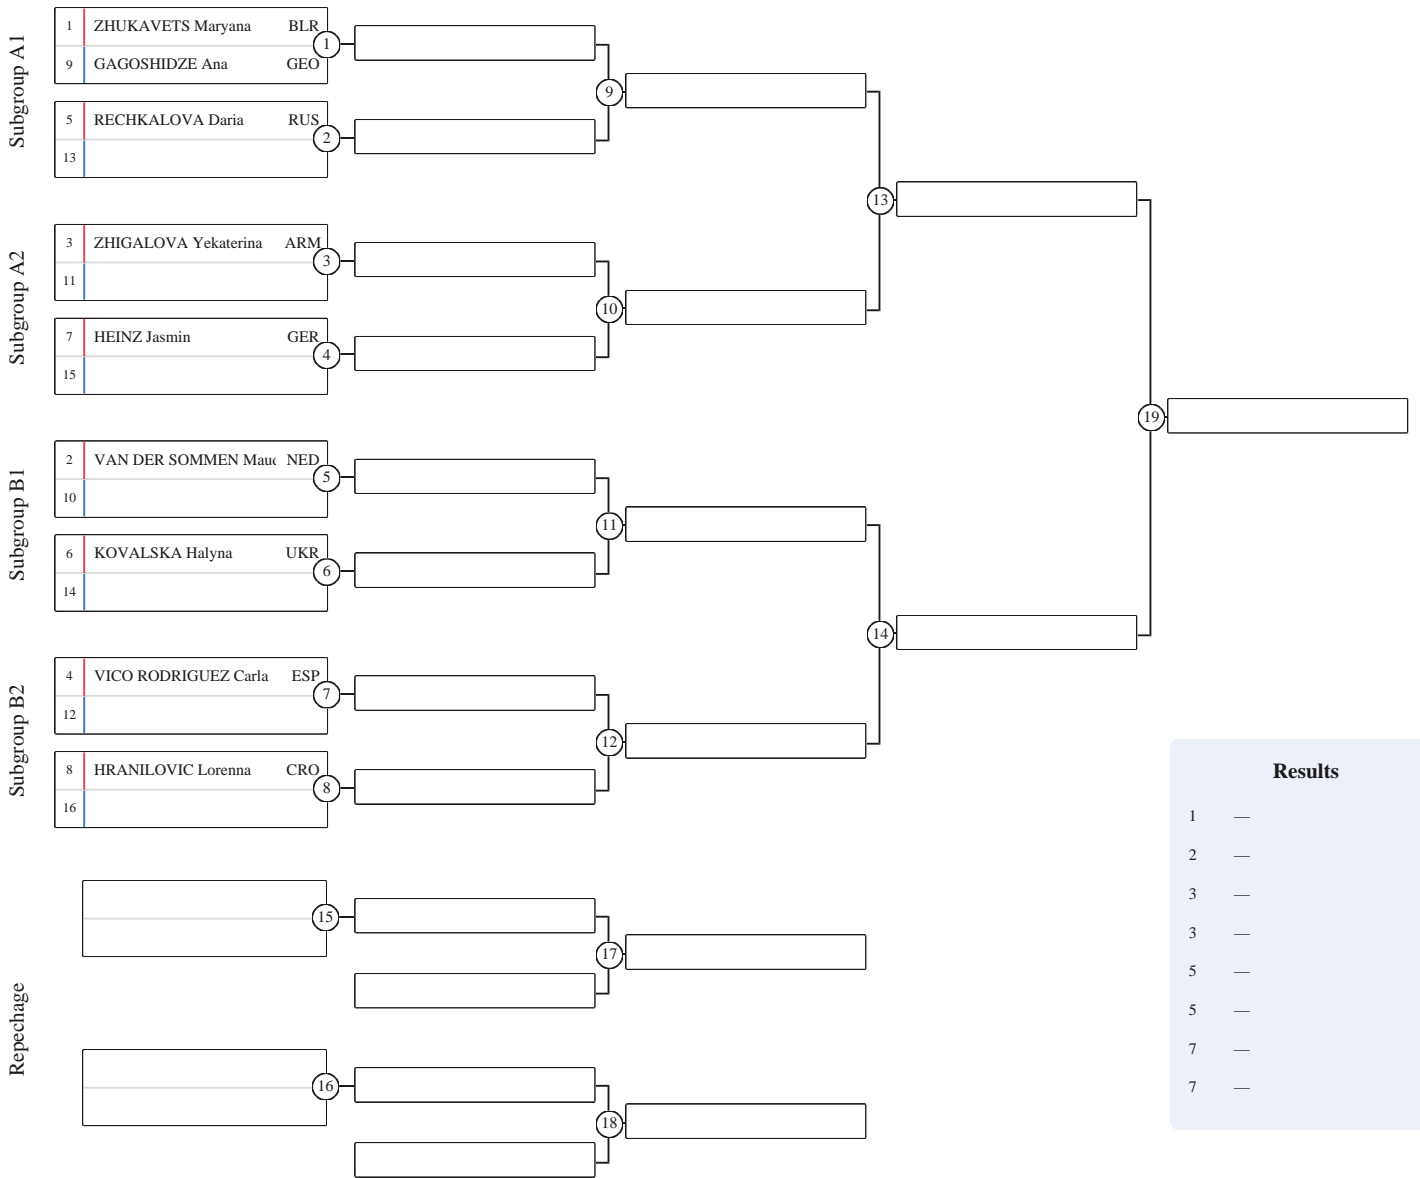 Subgroup A1
1 ZHUKAVETS Maryana BLR
9 GAGOSHIDZE Ana GEO
1
5 RECHKALOVA Daria RUS
13
2
9
Subgroup A2
3 ZHIGALOVA Yekaterina ARM
11
3
7 HEINZ Jasmin GER
15
4
10
13
Subgroup B1
2 VAN DER SOMMEN NED
10
5
6 KOVALSKA Halyna UKR
14
6
11
Subgroup B2
4 VICO RODRIGUEZ Carla ESP
12
7
8 HRANILOVIC Lorenna CRO
16
8
12
14
19
Repechage
15
17
16
18
Results
1 —
2 —
3 —
3 —
5 —
5 —
7 —
7 —